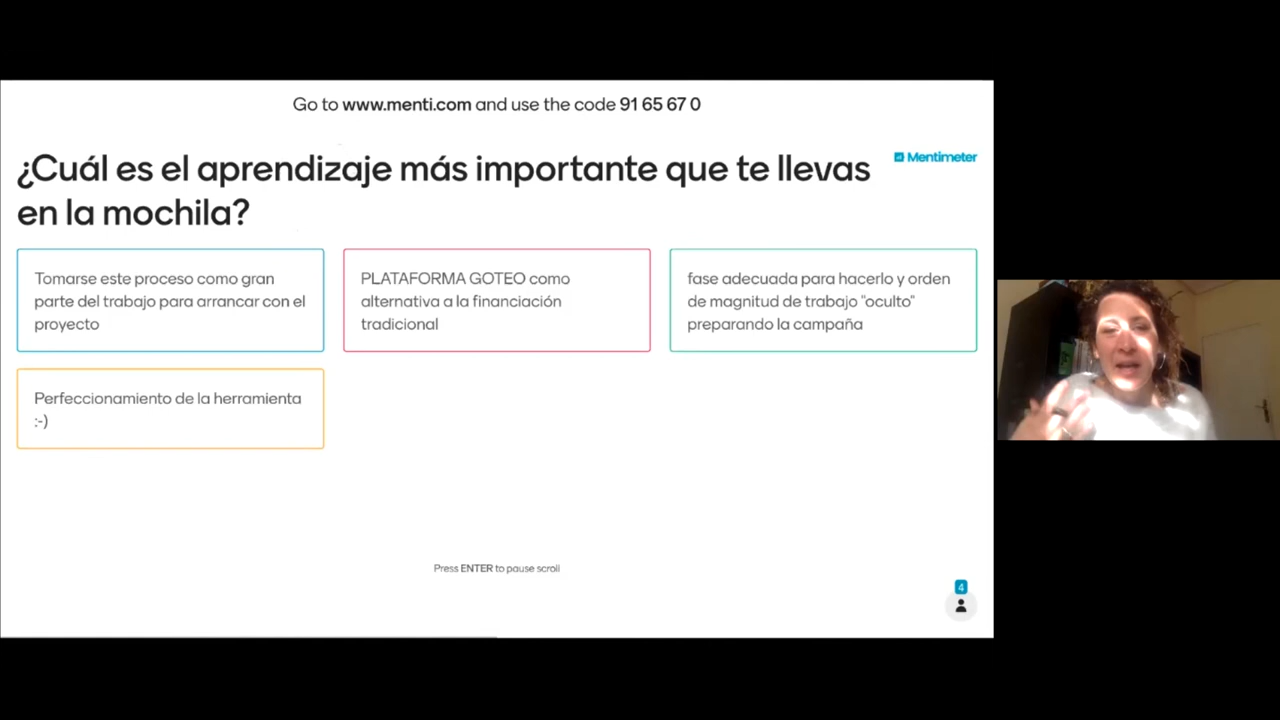 Go to www.menti.com and use the code 91 65 67 0
¿Cuál es el aprendizaje más importante que te llevas
en la mochila?
Mentimeter
Tomarse este proceso como gran
parte del trabajo para arrancar con el
proyecto
PLATAFORMA GOTEO como
alternativa a la financiación
tradicional
fase adecuada para hacerlo y orden
de magnitud de trabajo "oculto"
preparando la campaña
Perfeccionamiento de la herramienta
:-)
Press ENTER to pause scroll
4